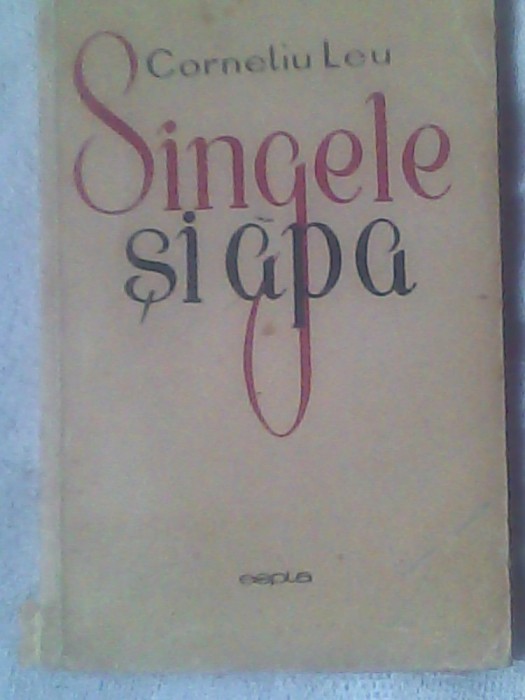 Corneliu Leu
Singele
și apa
espla